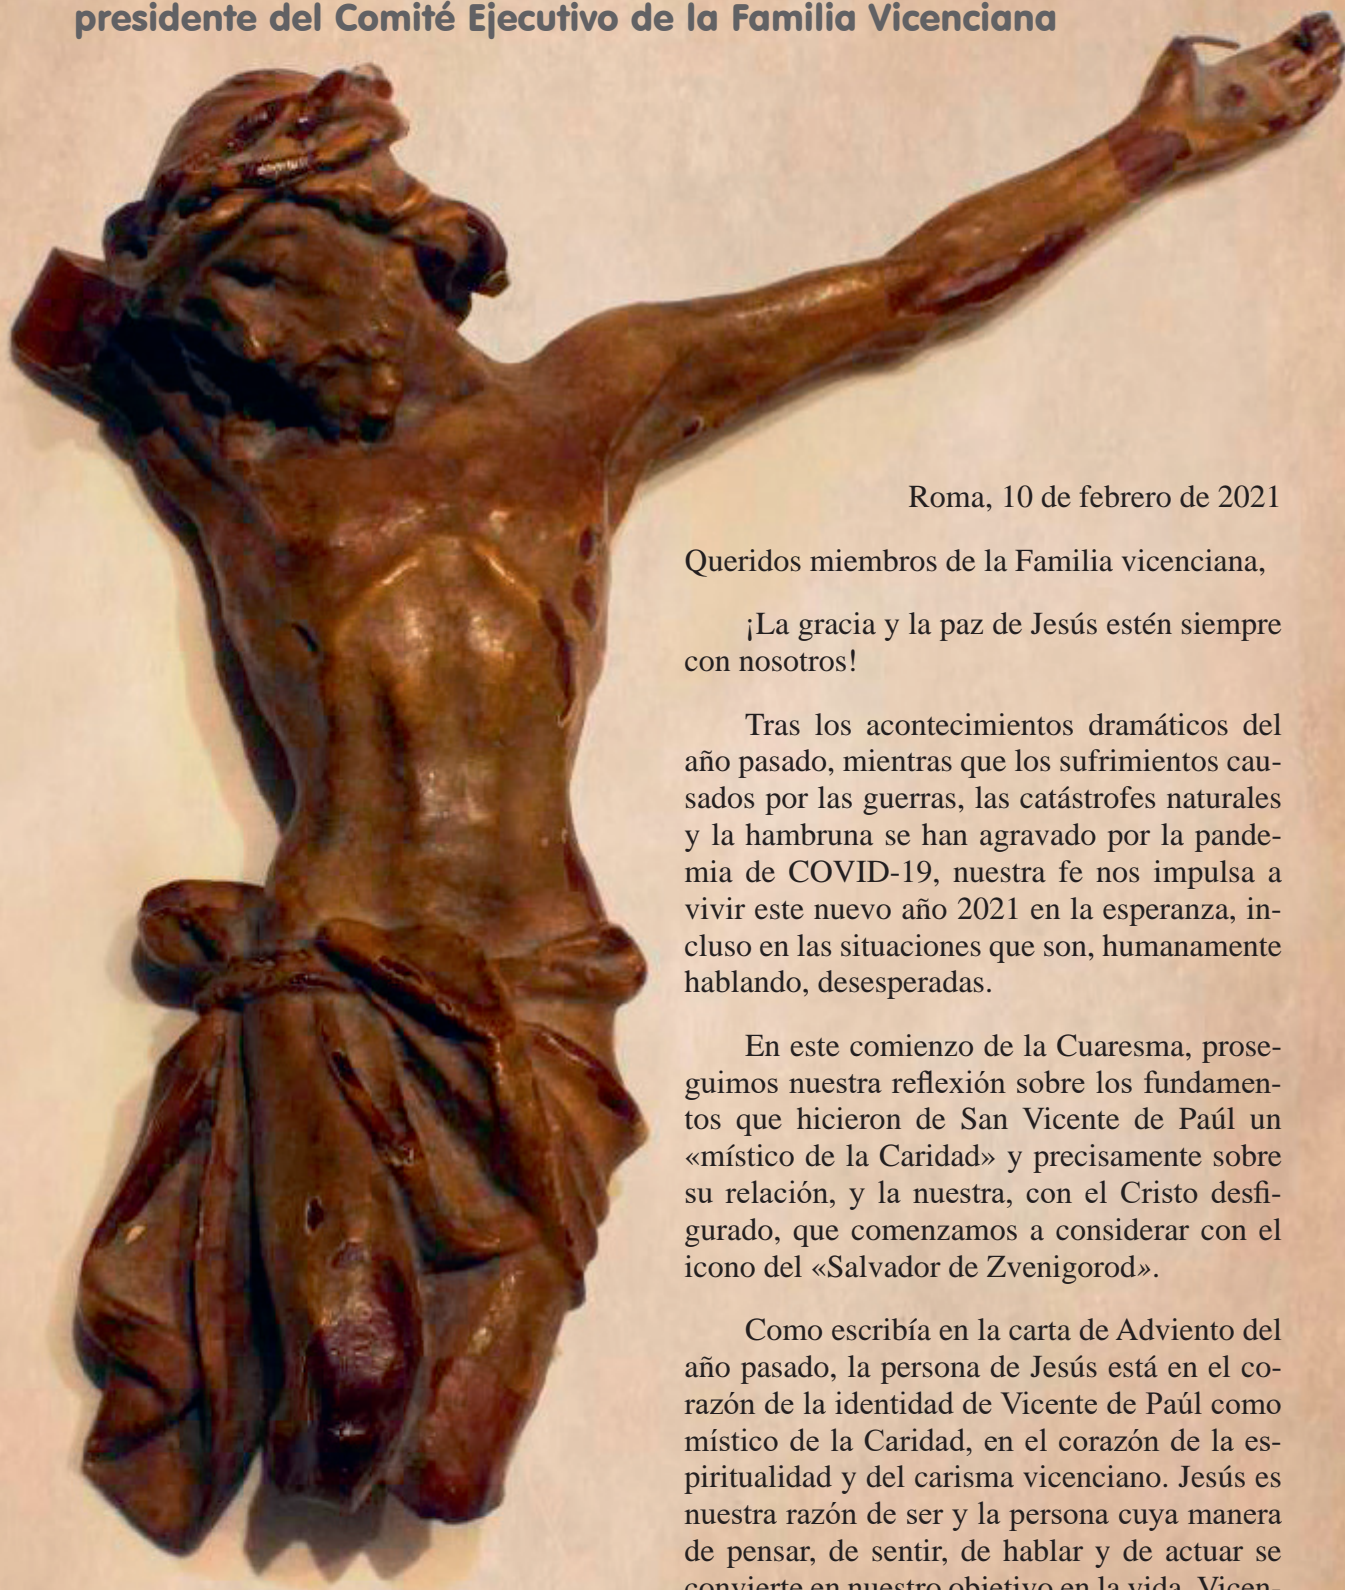 presidente del Comité Ejecutivo de la Familia Vicenciana
Roma, 10 de febrero de 2021
Queridos miembros de la Familia vicenciana,
¡La gracia y la paz de Jesús estén siempre
con nosotros!
Tras los acontecimientos dramáticos del
año pasado, mientras que los sufrimientos cau-
sados por las guerras, las catástrofes naturales
y la hambruna se han agravado por la pande-
mia de COVID-19, nuestra fe nos impulsa a
vivir este nuevo año 2021 en la esperanza, in-
cluso en las situaciones que son, humanamente
hablando, desesperadas.
En este comienzo de la Cuaresma, prose-
guimos nuestra reflexión sobre los fundamen-
tos que hicieron de San Vicente de Paúl un
«místico de la Caridad» y precisamente sobre
su relación, y la nuestra, con el Cristo desfi-
gurado, que comenzamos a considerar con el
icono del «Salvador de Zvenigorod».
Como escribía en la carta de Adviento del
año pasado, la persona de Jesús está en el co-
razón de la identidad de Vicente de Paúl como
místico de la Caridad, en el corazón de la es-
piritualidad y del carisma vicenciano. Jesús es
nuestra razón de ser y la persona cuya manera
de pensar, de sentir, de hablar y de actuar se
convierte en nuestro objetivo en la vida. Vicen-